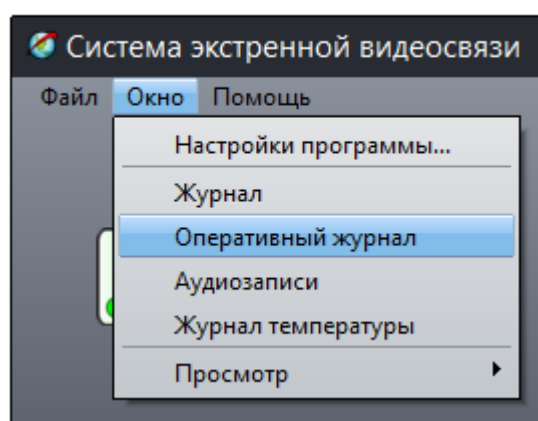 Система экстренной видеосвязи
Файл Окно Помощь
Настройки программы...
Журнал
Оперативный журнал
Аудиозаписи
Журнал температуры
Просмотр